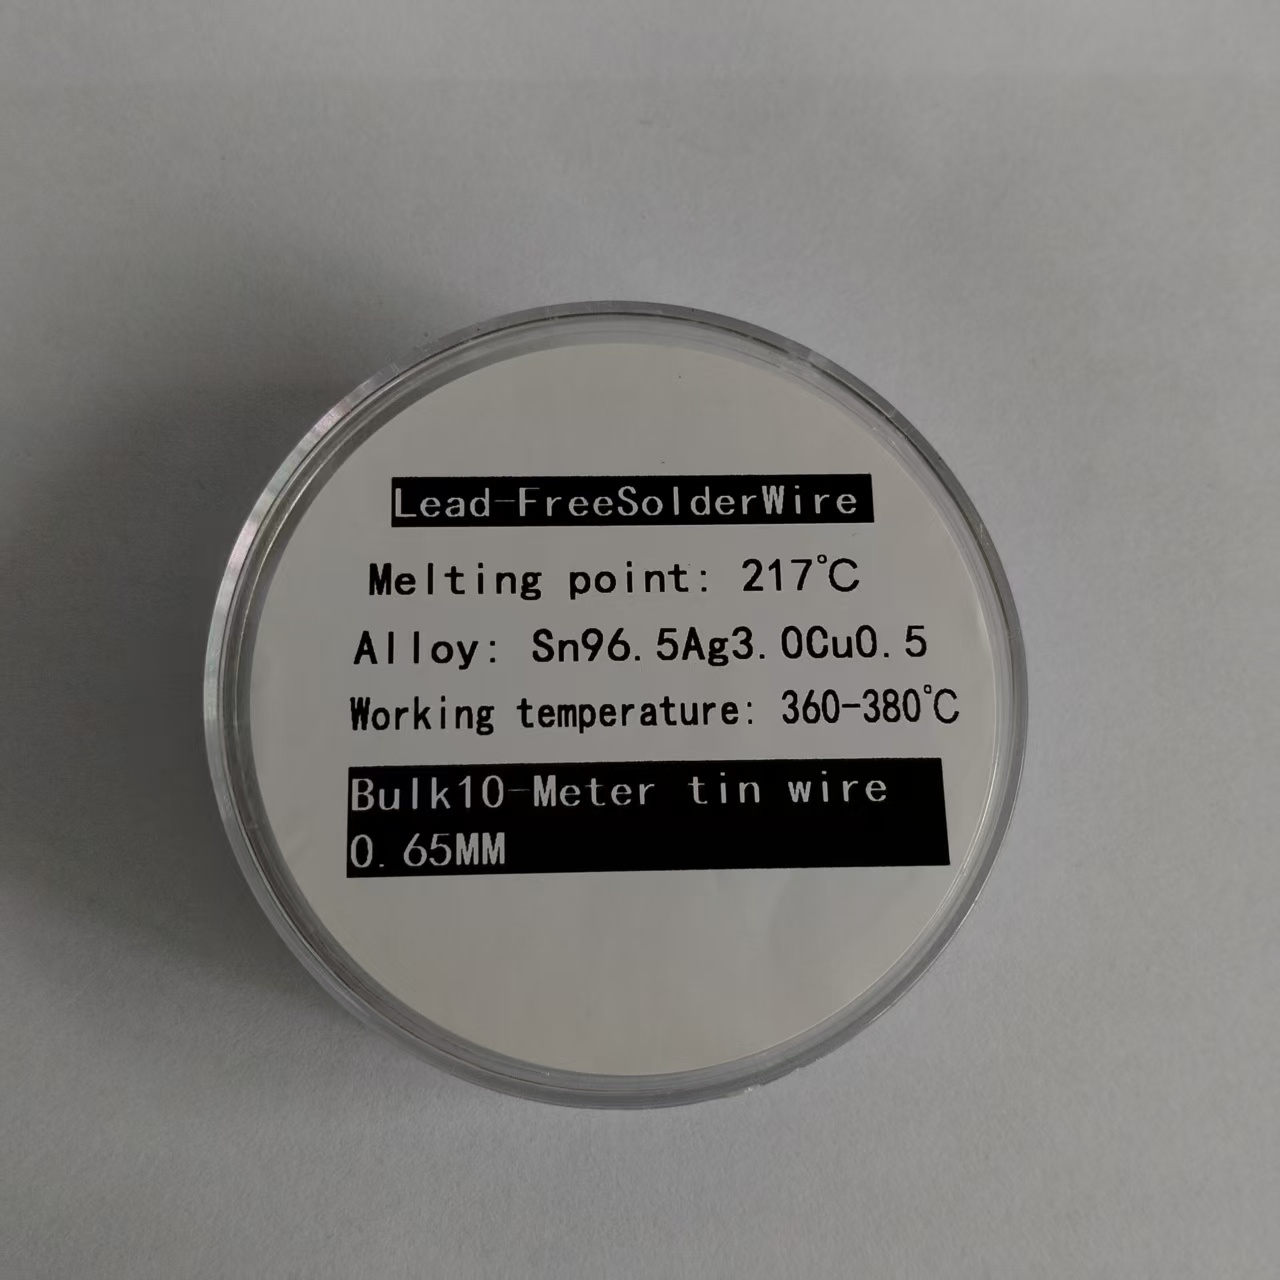 Lead-FreeSolderWire
Melting point: 217℃
Alloy: Sn96.5Ag3.0Cu0.5
Working temperature: 360-380℃
Bulk10-Meter tin wire
0.65MM